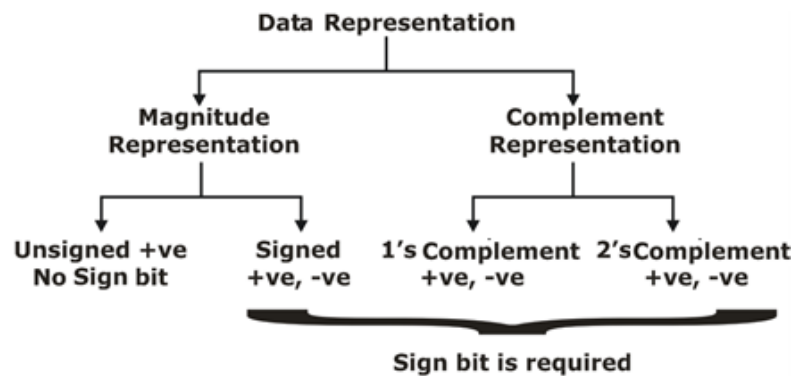 Data Representation
Magnitude
Representation
Complement
Representation
Unsigned +ve
No Sign bit
Signed
+ve, -ve
1's Complement
+ve, -ve
2'sComplement
+ve, -ve
Sign bit is required